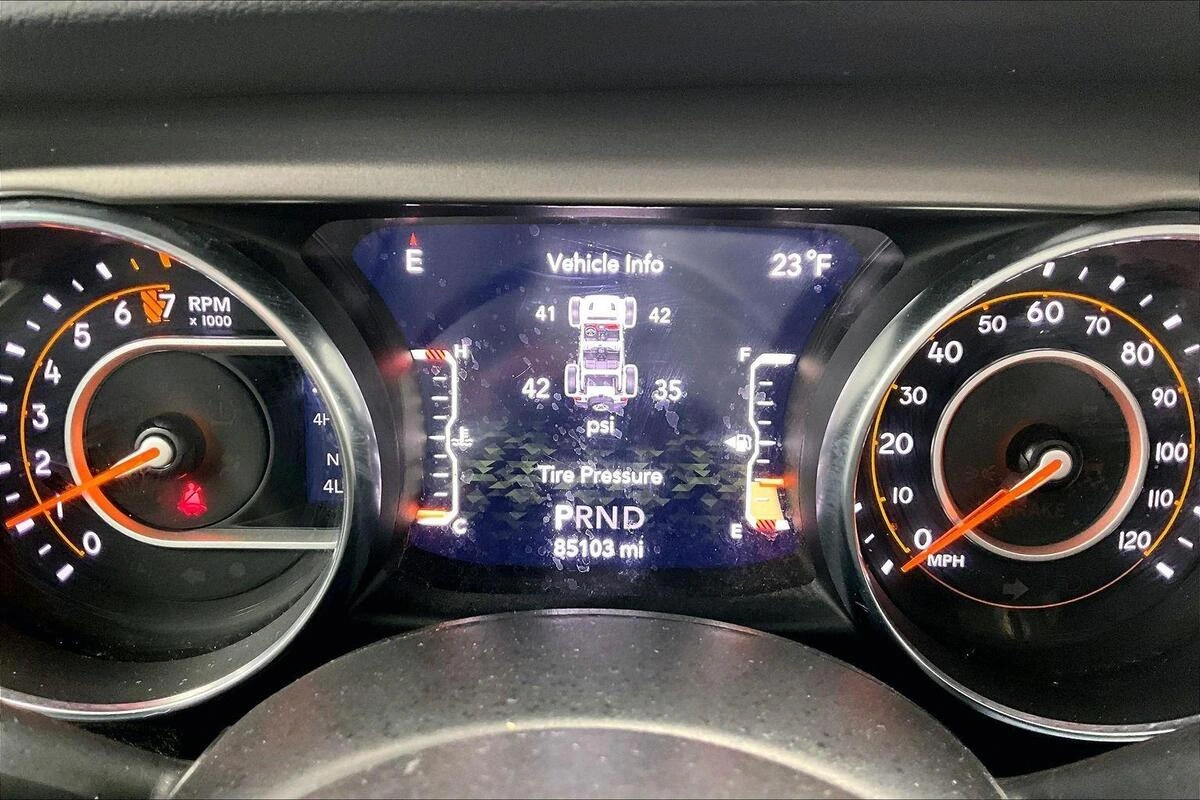 E
Vehicle Info
23°F
41 42
42 35
psi
Tire Pressure
PRND
85103 mi
H
C
F
E
RPM
x 1000
7
6
5
4
3
2
1
0
4H
N
4L
0
10
20
30
40
50
60
70
80
90
100
110
120
MPH
BRAKE